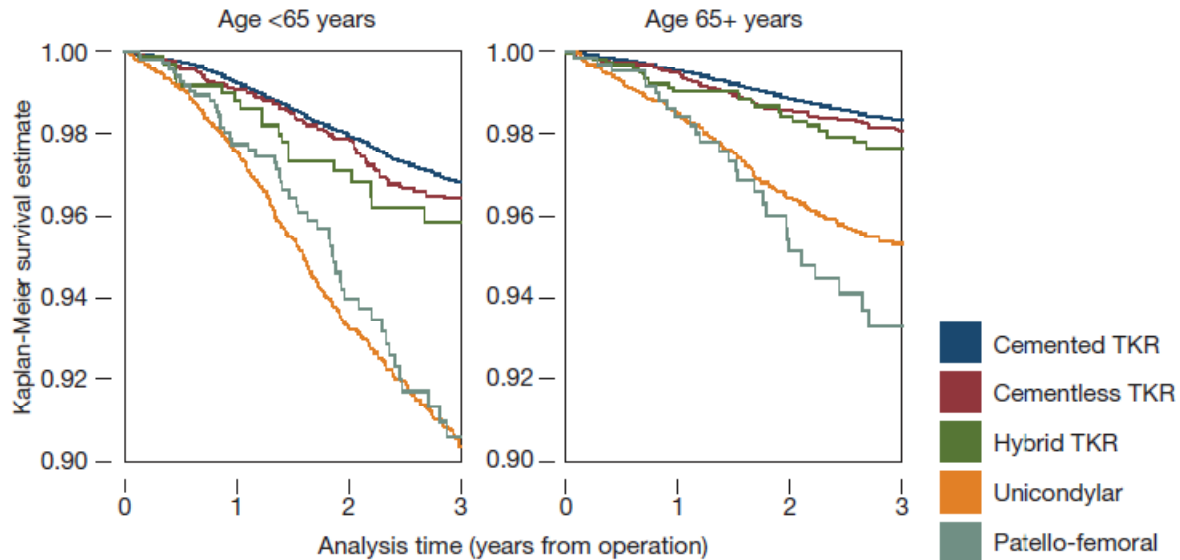 Age <65 years
Age 65+ years
Kaplan-Meier survival estimate
1.00
0.98
0.96
0.94
0.92
0.90
0 1 2 3
1.00
0.98
0.96
0.94
0.92
0.90
0 1 2 3
Analysis time (years from operation)
Cemented TKR
Cementless TKR
Hybrid TKR
Unicondylar
Patello-femoral